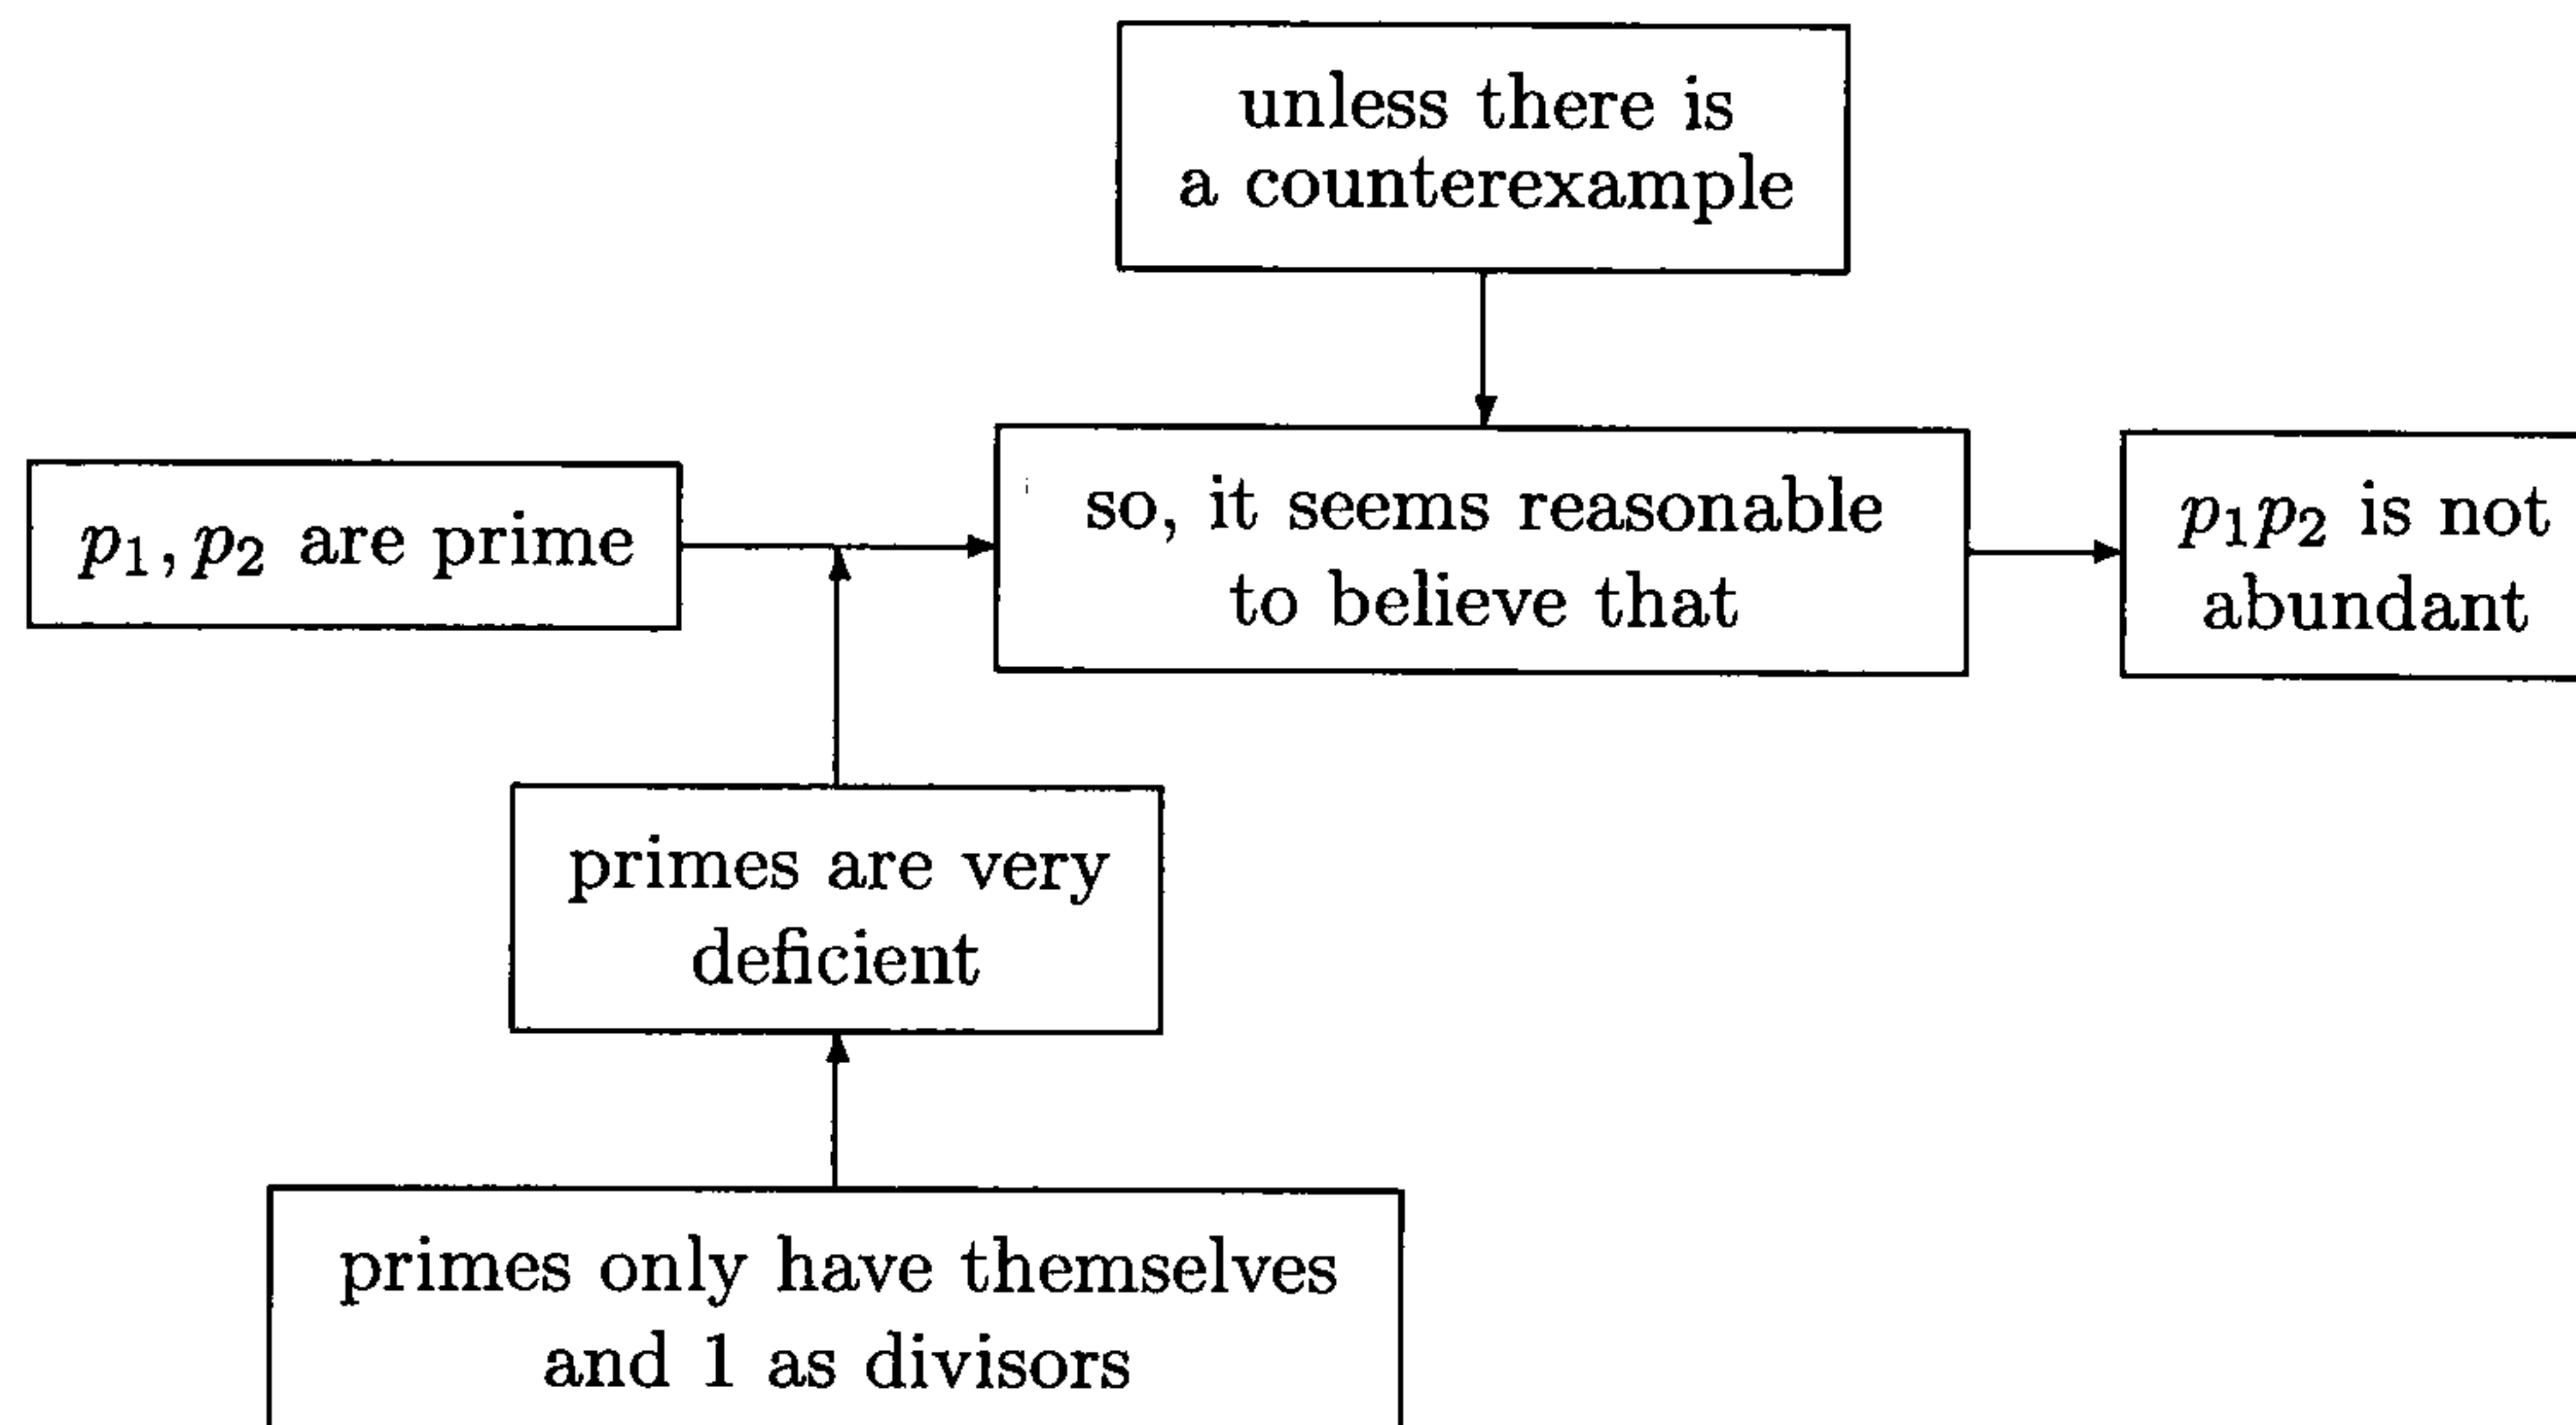 unless there is
a counterexample
p₁, p₂ are prime
so, it seems reasonable
to believe that
p₁p₂ is not
abundant
primes are very
deficient
primes only have themselves
and 1 as divisors